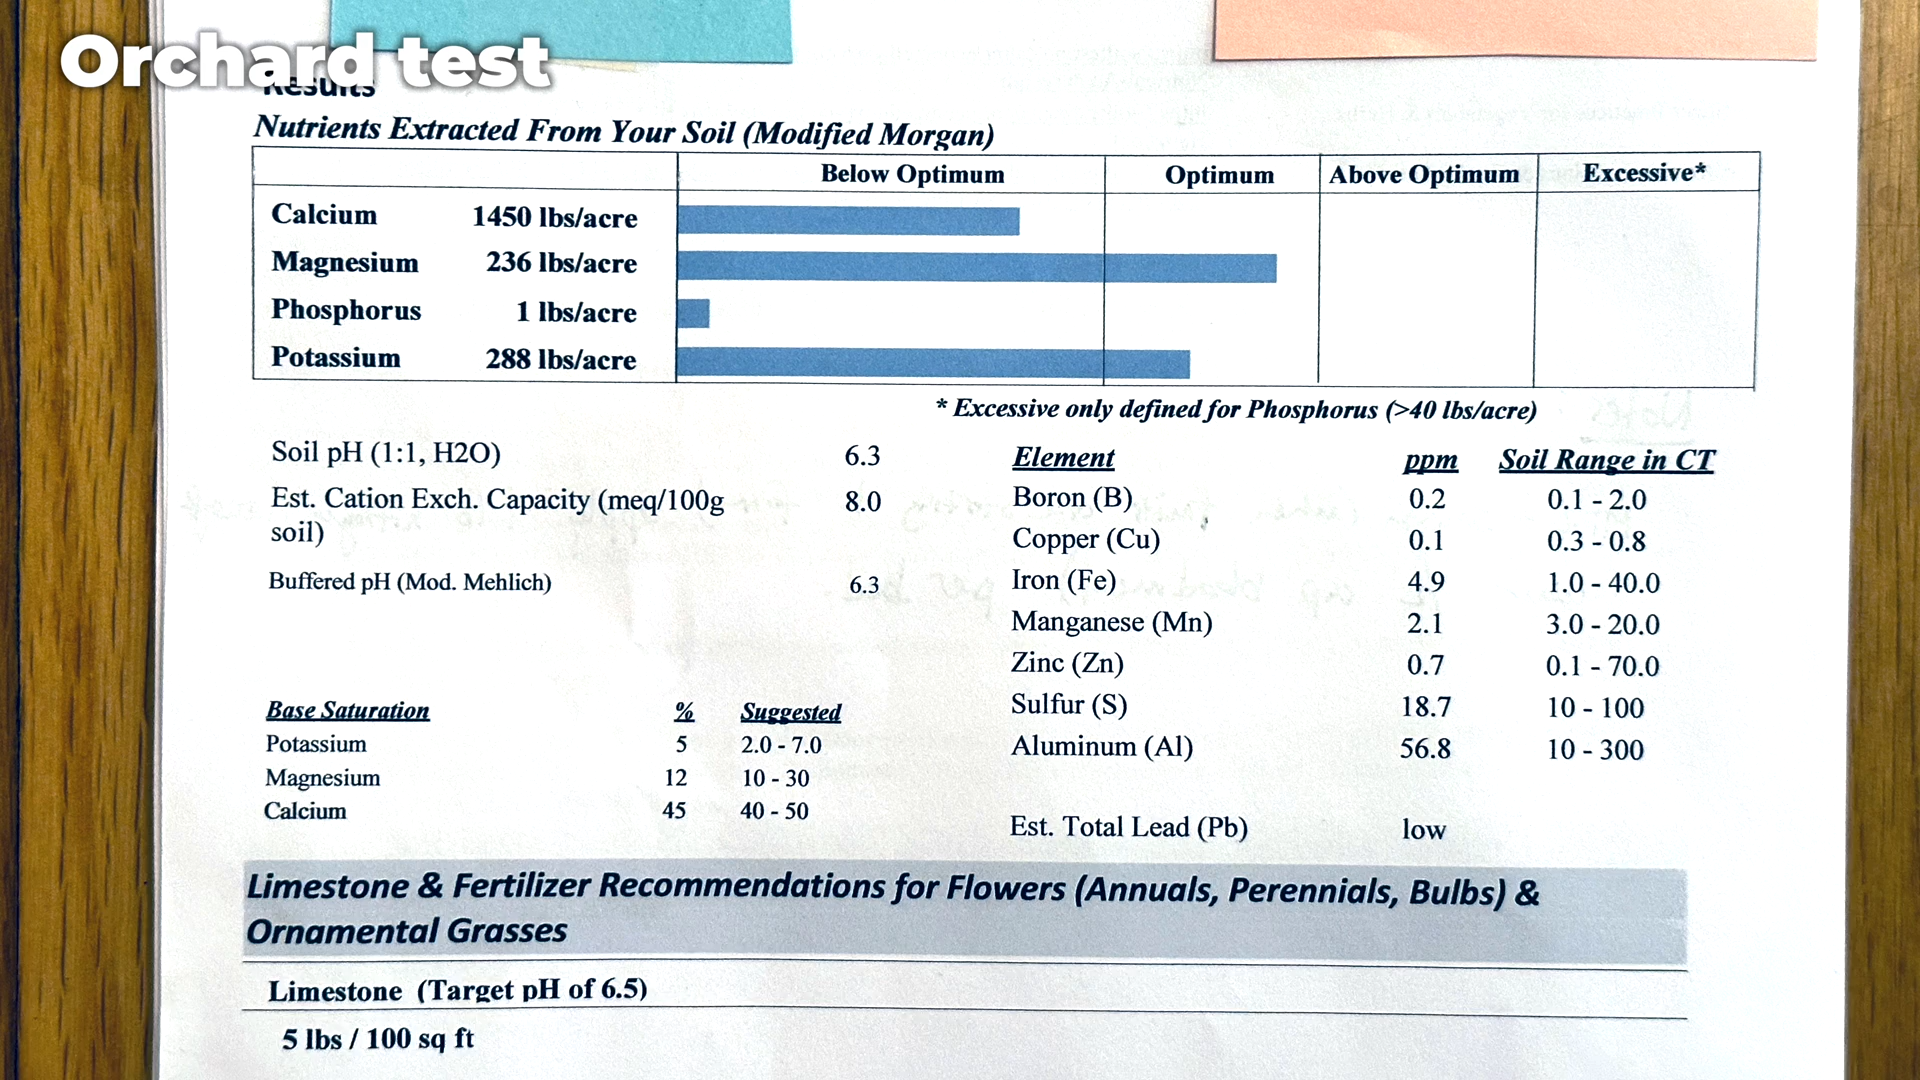 Orchard test
Results
Nutrients Extracted From Your Soil (Modified Morgan)
Below Optimum Optimum Above Optimum Excessive*
Calcium 1450 lbs/acre
Magnesium 236 lbs/acre
Phosphorus 1 lbs/acre
Potassium 288 lbs/acre
* Excessive only defined for Phosphorus (>40 lbs/acre)
Soil pH (1:1, H2O) 6.3
Est. Cation Exch. Capacity (meq/100g 8.0
soil)
Buffered pH (Mod. Mehlich) 6.3
Base Saturation % Suggested
Potassium 5 2.0 - 7.0
Magnesium 12 10 - 30
Calcium 45 40 - 50
Element ppm Soil Range in CT
Boron (B) 0.2 0.1 - 2.0
Copper (Cu) 0.1 0.3 - 0.8
Iron (Fe) 4.9 1.0 - 40.0
Manganese (Mn) 2.1 3.0 - 20.0
Zinc (Zn) 0.7 0.1 - 70.0
Sulfur (S) 18.7 10 - 100
Aluminum (Al) 56.8 10 - 300
Est. Total Lead (Pb) low
Limestone & Fertilizer Recommendations for Flowers (Annuals, Perennials, Bulbs) &
Ornamental Grasses
Limestone (Target pH of 6.5)
5 lbs / 100 sq ft